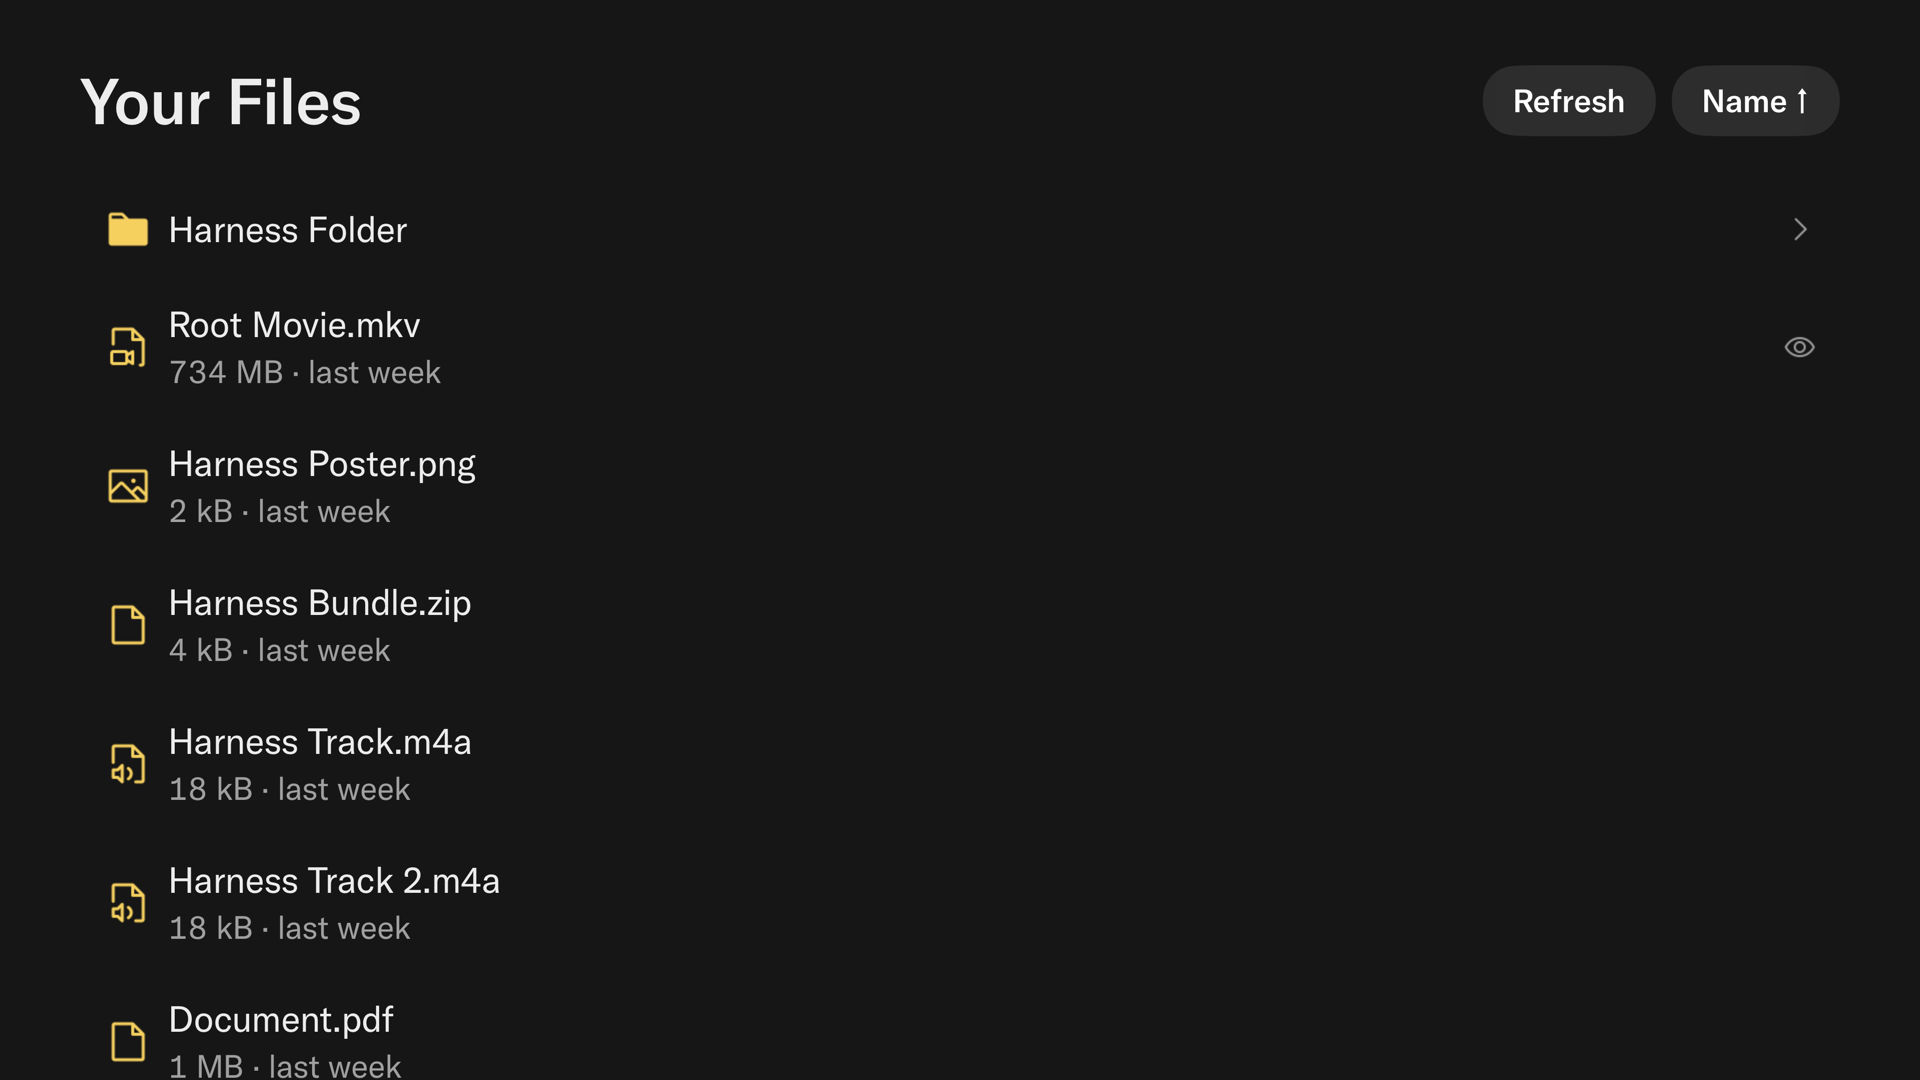 Your Files
Refresh
Name ↑
Harness Folder
Root Movie.mkv
734 MB · last week
Harness Poster.png
2 kB · last week
Harness Bundle.zip
4 kB · last week
Harness Track.m4a
18 kB · last week
Harness Track 2.m4a
18 kB · last week
Document.pdf
1 MB · last week